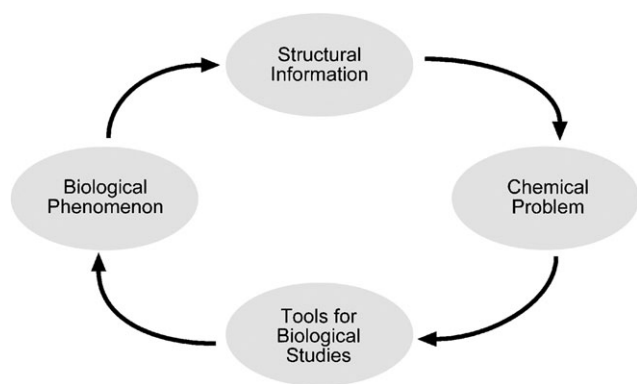 Structural
Information
Biological
Phenomenon
Chemical
Problem
Tools for
Biological
Studies